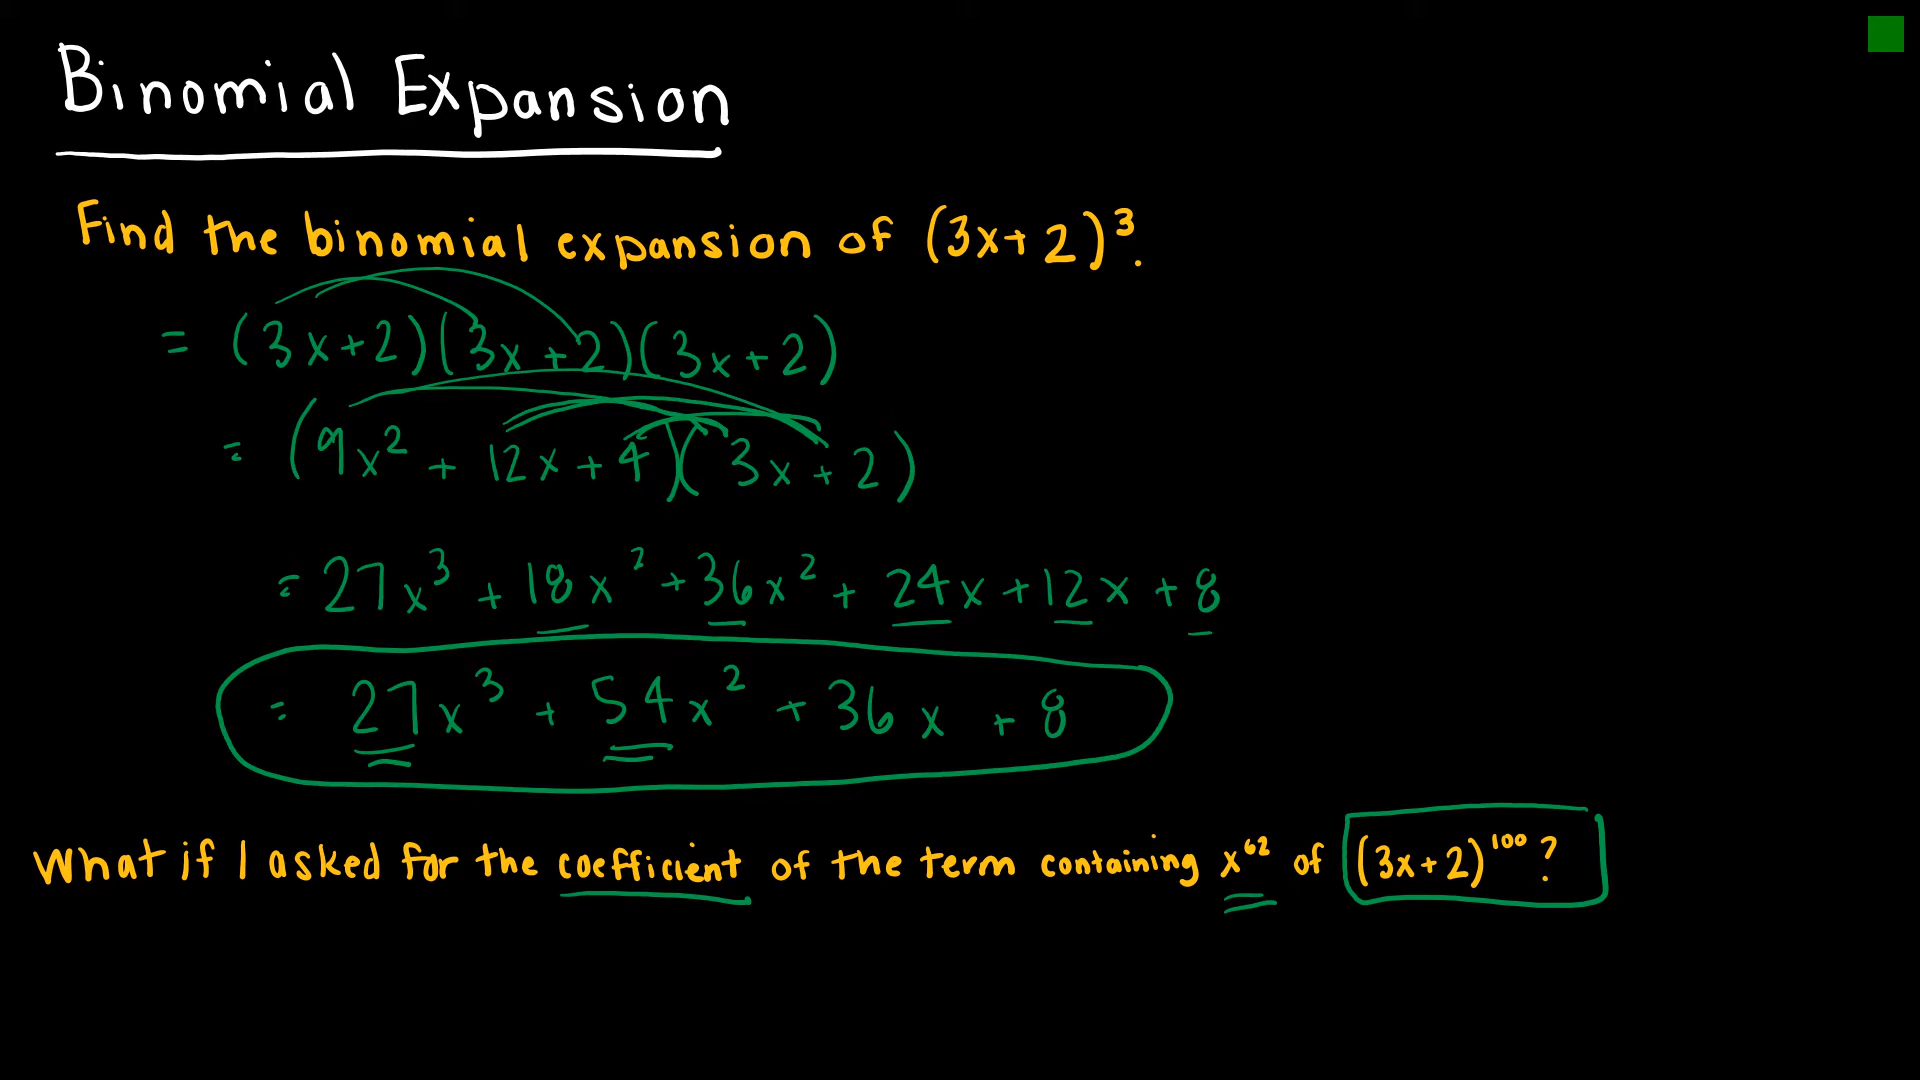 Binomial Expansion
Find the binomial expansion of (3x+2)³.
= (3x+2)(3x+2)(3x+2)
= (9x² + 12x + 4)(3x+2)
= 27x³ + 18x² + 36x² + 24x + 12x + 8
= 27x³ + 54x² + 36x + 8
What if I asked for the coefficient of the term containing x⁶² of (3x+2)¹⁰⁰?